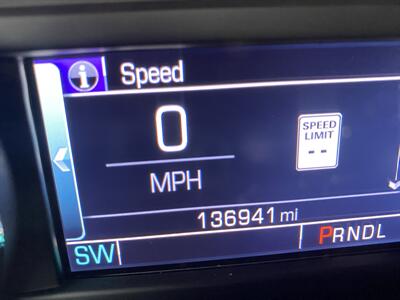 i Speed
0
MPH
SPEED
LIMIT
--
136941 mi
SW
PRNDL